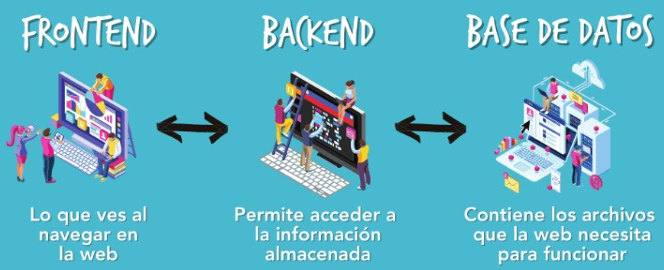 FRONTEND
BACKEND
BASE DE DATOS
Lo que ves al
navegar en
la web
Permite acceder a
la información
almacenada
Contiene los archivos
que la web necesita
para funcionar